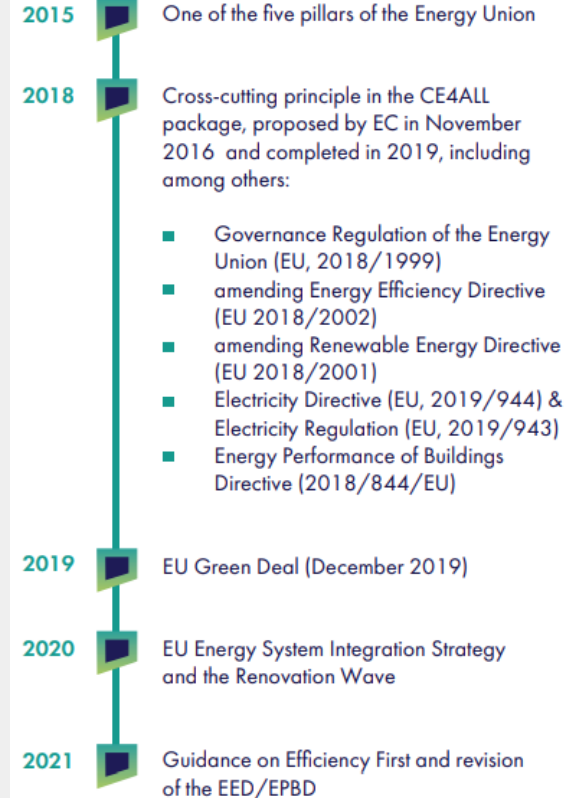 2015 One of the five pillars of the Energy Union
2018 Cross-cutting principle in the CE4ALL
package, proposed by EC in November
2016 and completed in 2019, including
among others:
Governance Regulation of the Energy
Union (EU, 2018/1999)
amending Energy Efficiency Directive
(EU 2018/2002)
amending Renewable Energy Directive
(EU 2018/2001)
Electricity Directive (EU, 2019/944) &
Electricity Regulation (EU, 2019/943)
Energy Performance of Buildings
Directive (2018/844/EU)
2019 EU Green Deal (December 2019)
2020 EU Energy System Integration Strategy
and the Renovation Wave
2021 Guidance on Efficiency First and revision
of the EED/EPBD